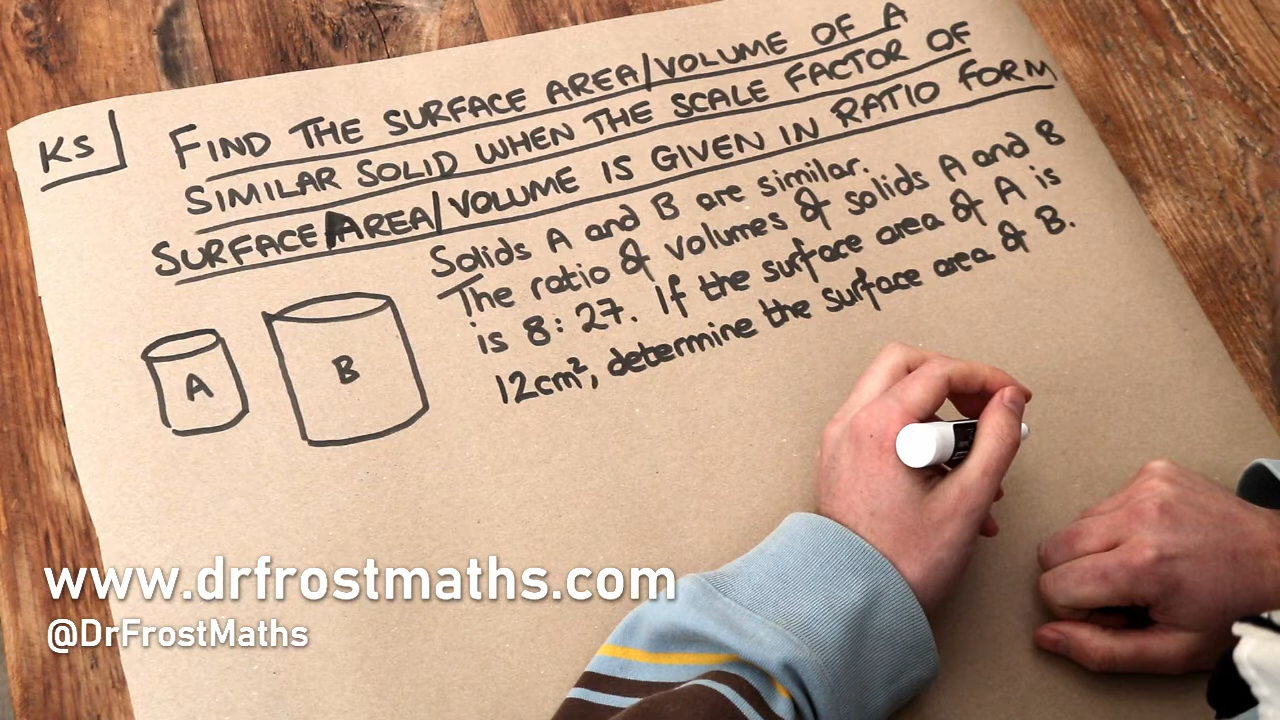 K5
FIND THE SURFACE AREA/VOLUME OF A
SIMILAR SOLID WHEN THE SCALE FACTOR OF
SURFACE AREA/VOLUME IS GIVEN IN RATIO FORM
Solids A and B are similar.
The ratio of volumes of solids A and B
is 8:27. If the surface area of A is
12cm², determine the surface area of B.
A
B
www.drfrostmaths.com
@DrFrostMaths